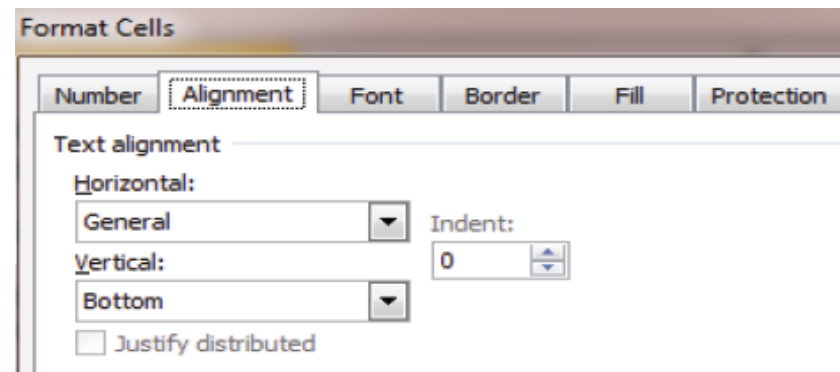 Format Cells
Number Alignment Font Border Fill Protection
Text alignment
Horizontal:
General
Indent:
0
Vertical:
Bottom
Justify distributed